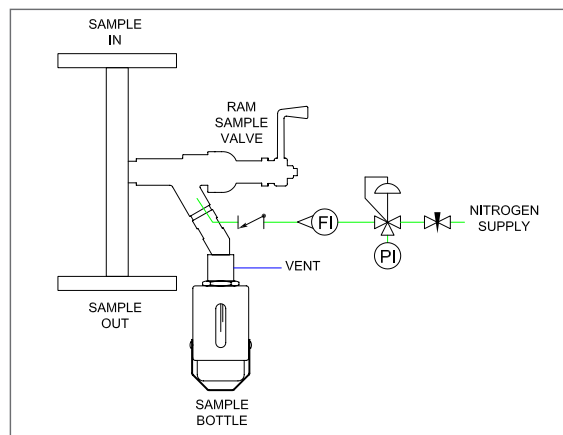 SAMPLE
IN
RAM
SAMPLE
VALVE
FI
PI
NITROGEN
SUPPLY
VENT
SAMPLE
OUT
SAMPLE
BOTTLE